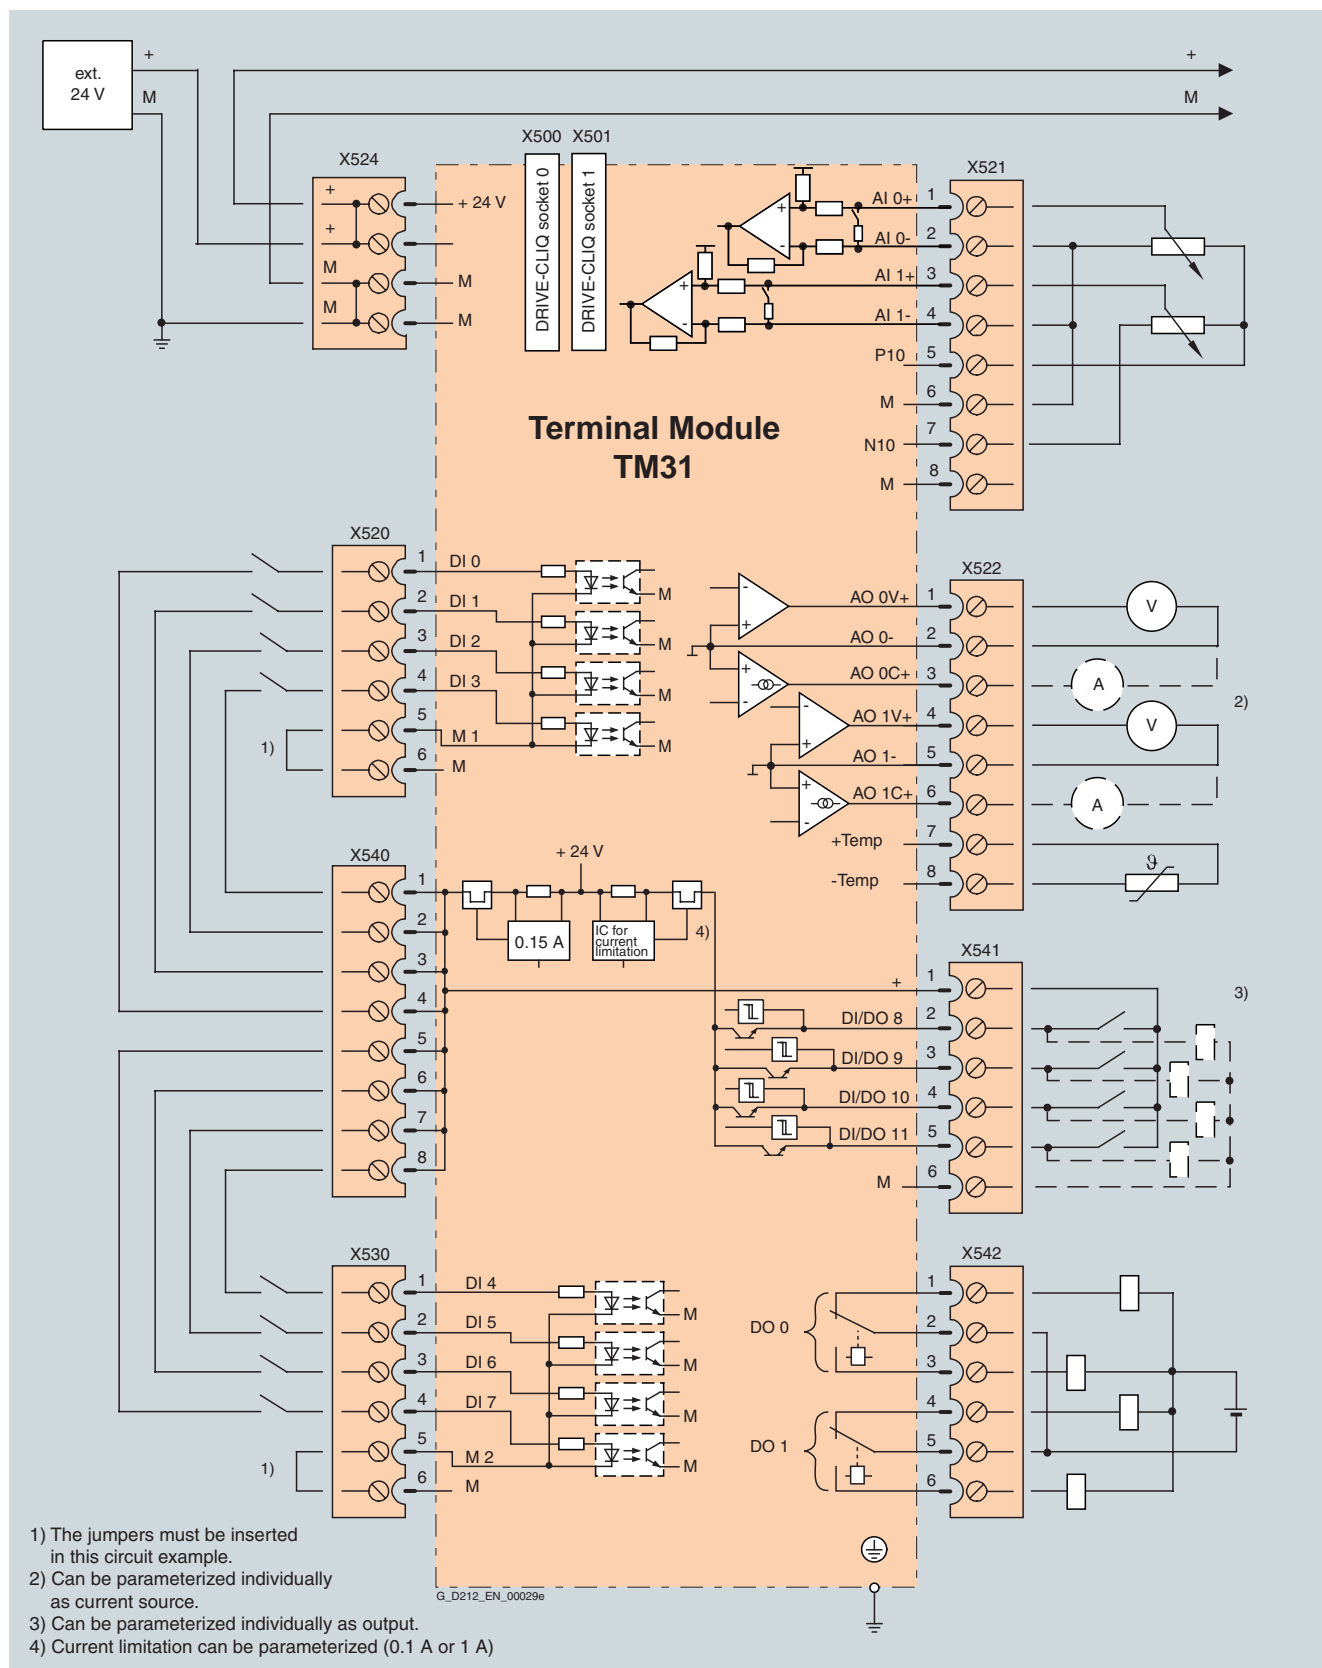 ext.
24 V
+
M
+
M
X524
+
+
M
M
+ 24 V
M
M
X500 X501
DRIVE-CLIQ socket 0
DRIVE-CLIQ socket 1
+
-
+
-
X521
AI 0+ 1
AI 0- 2
AI 1+ 3
AI 1- 4
P10 5
M 6
N10 7
M 8
Terminal Module
TM31
X520
1 DI 0
2 DI 1
3 DI 2
4 DI 3
5 M 1
6 M
M
M
M
M
1)
X522
-
+
+
-
-
+
+
-
AO 0V+ 1
AO 0- 2
AO 0C+ 3
AO 1V+ 4
AO 1- 5
AO 1C+ 6
+Temp 7
-Temp 8
V
A
V
A
2)
ϑ
X540
1
2
3
4
5
6
7
8
+ 24 V
0.15 A
IC for
current
limitation
4)
X541
+ 1
DI/DO 8 2
DI/DO 9 3
DI/DO 10 4
DI/DO 11 5
M 6
3)
X530
1 DI 4
2 DI 5
3 DI 6
4 DI 7
5 M 2
6 M
M
M
M
M
1)
X542
DO 0
DO 1
1
2
3
4
5
6
G_D212_EN_00029e
1) The jumpers must be inserted
in this circuit example.
2) Can be parameterized individually
as current source.
3) Can be parameterized individually as output.
4) Current limitation can be parameterized (0.1 A or 1 A)